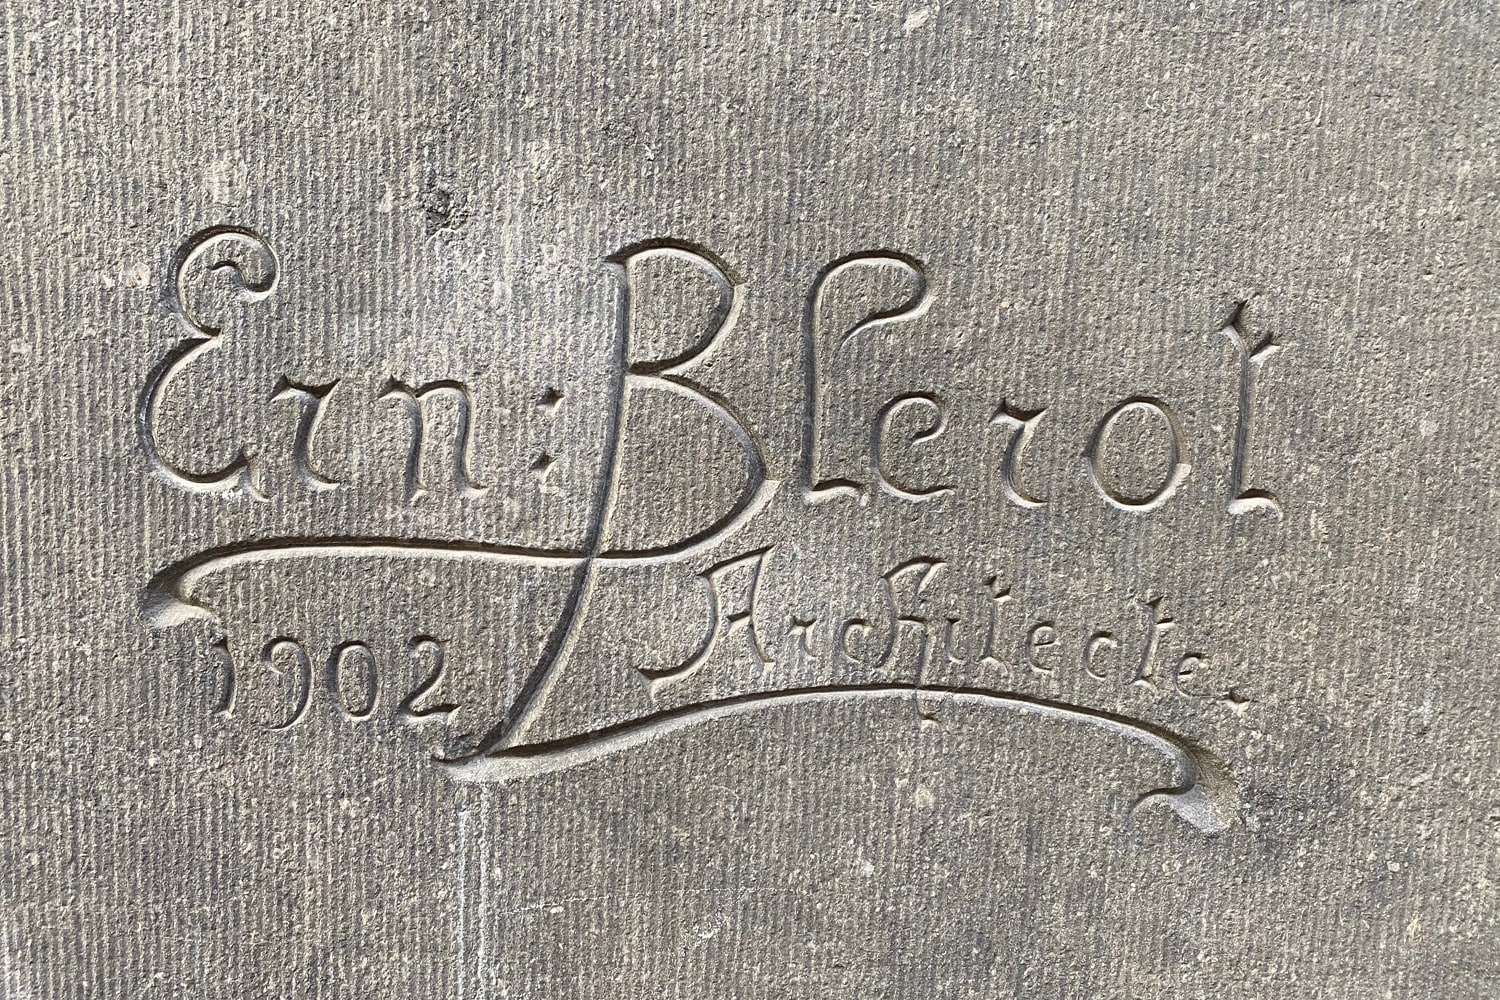 Ern: Blerot
1902 Architecte.